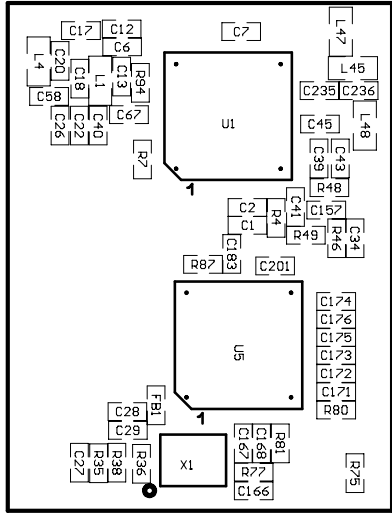 C17
C12
C6
C7
L47
L4
C20
C18
L1
C13
R94
L45
C58
C235
C236
C26
C22
C40
C67
U1
C45
L48
R7
C39
C43
1
R48
C2
C1
R4
C41
C157
R49
R46
C34
C183
R87
C201
U5
C174
C176
C175
C173
C172
C171
R80
FB1
C28
C29
1
C27
R35
R38
R36
X1
C167
C168
R81
R77
C166
R75